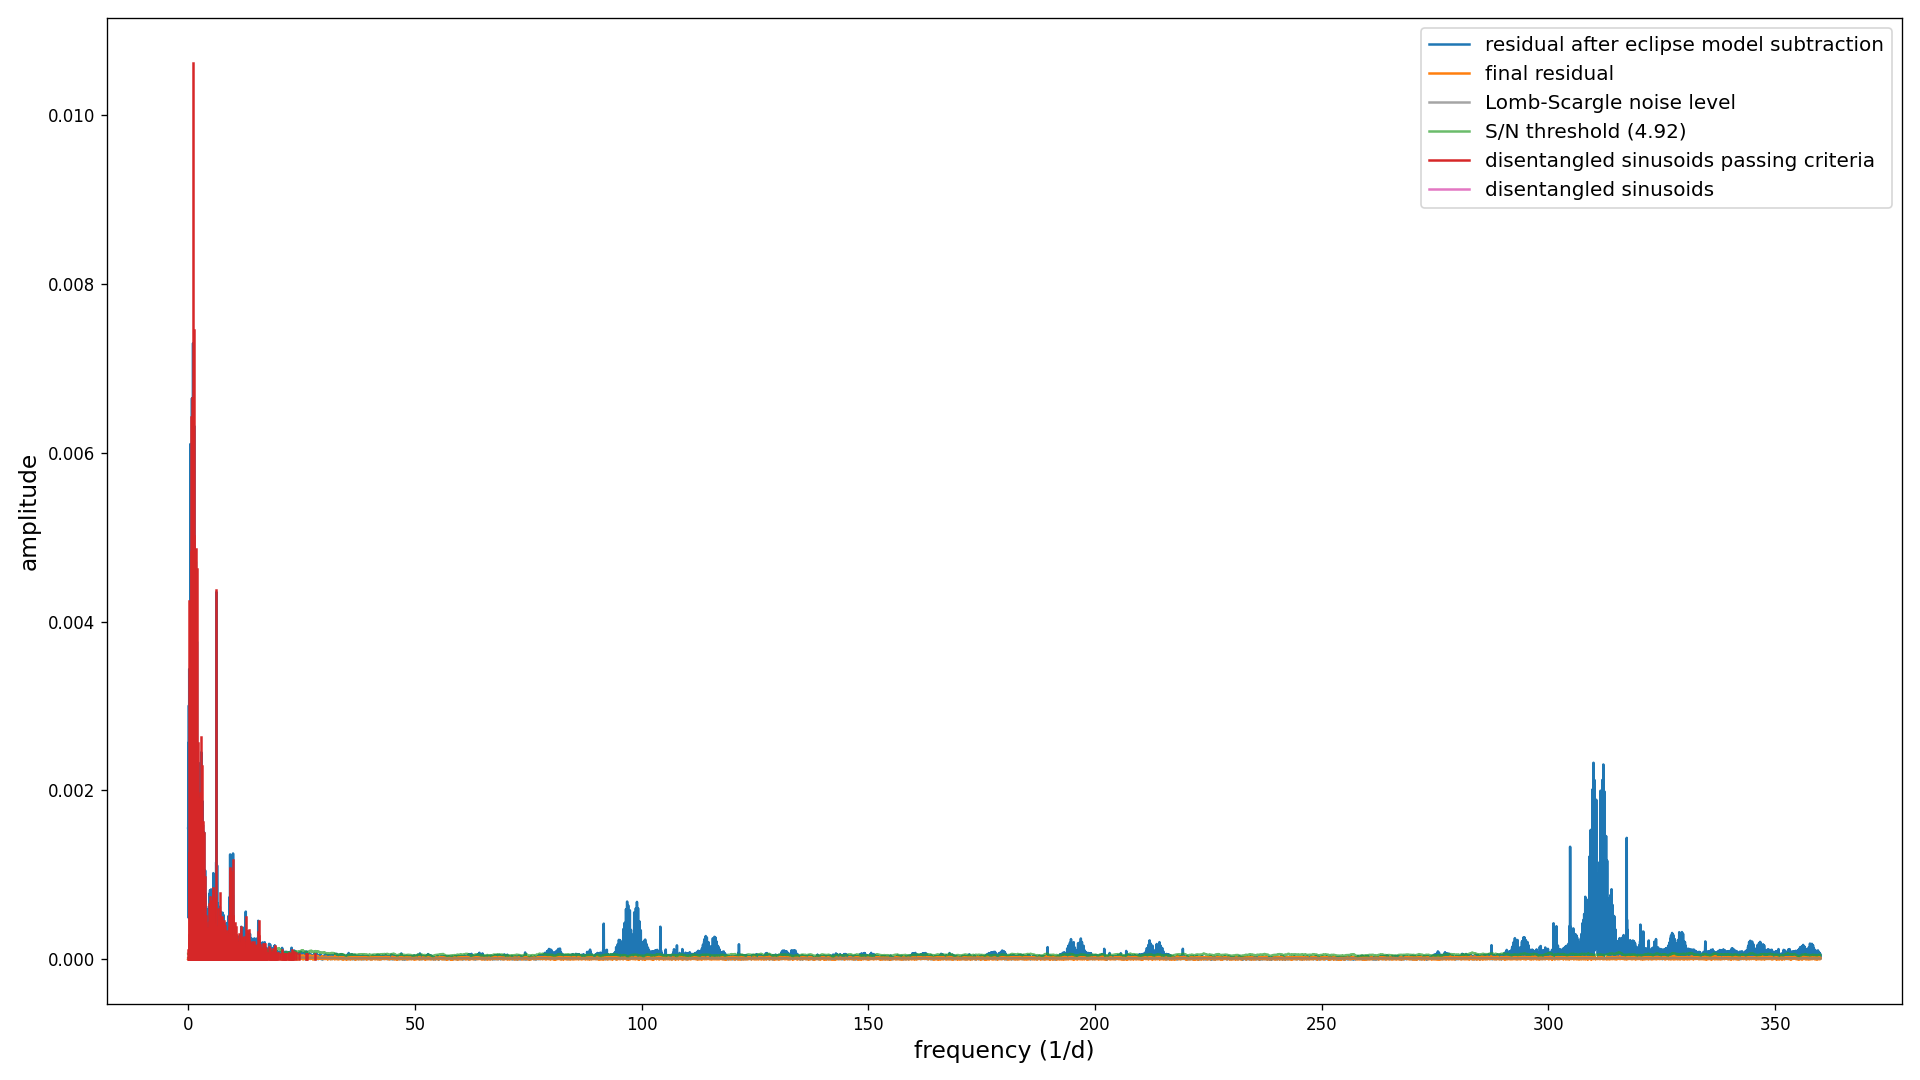 residual after eclipse model subtraction
final residual
Lomb-Scargle noise level
S/N threshold (4.92)
disentangled sinusoids passing criteria
disentangled sinusoids
amplitude
0.010
0.008
0.006
0.004
0.002
0.000
0 50 100 150 200 250 300 350
frequency (1/d)